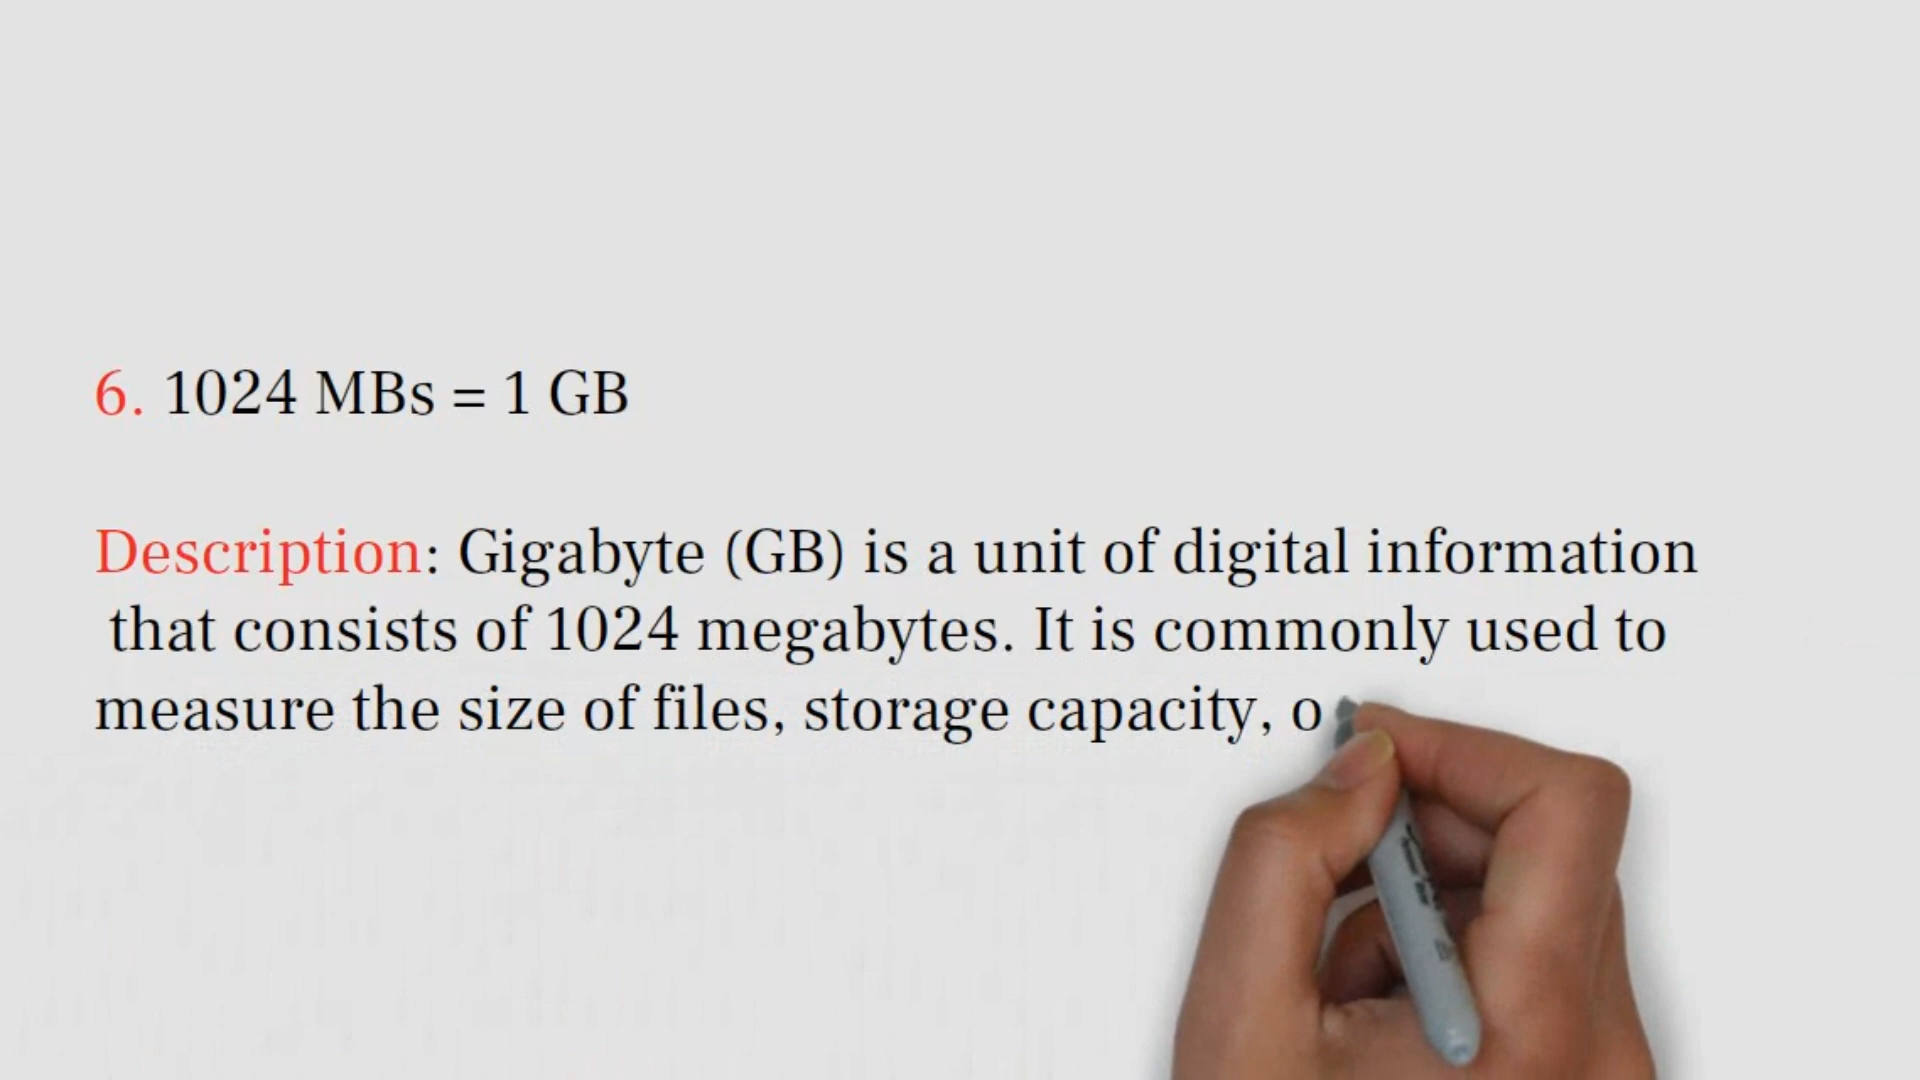 6. 1024 MBs = 1 GB
Description: Gigabyte (GB) is a unit of digital information
that consists of 1024 megabytes. It is commonly used to
measure the size of files, storage capacity, o